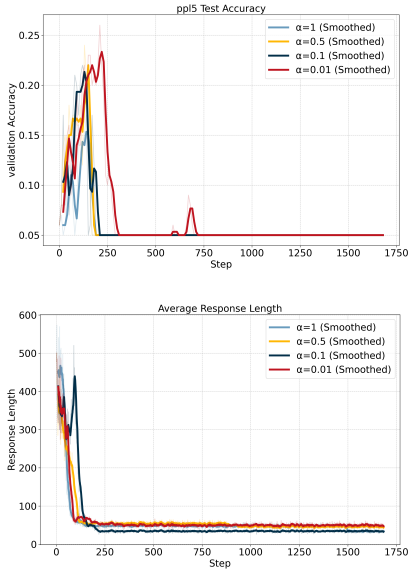 ppl5 Test Accuracy
validation Accuracy
0.25
0.20
0.15
0.10
0.05
α=1 (Smoothed)
α=0.5 (Smoothed)
α=0.1 (Smoothed)
α=0.01 (Smoothed)
0 250 500 750 1000 1250 1500 1750
Step
Average Response Length
Response Length
600
500
400
300
200
100
0
α=1 (Smoothed)
α=0.5 (Smoothed)
α=0.1 (Smoothed)
α=0.01 (Smoothed)
0 250 500 750 1000 1250 1500 1750
Step